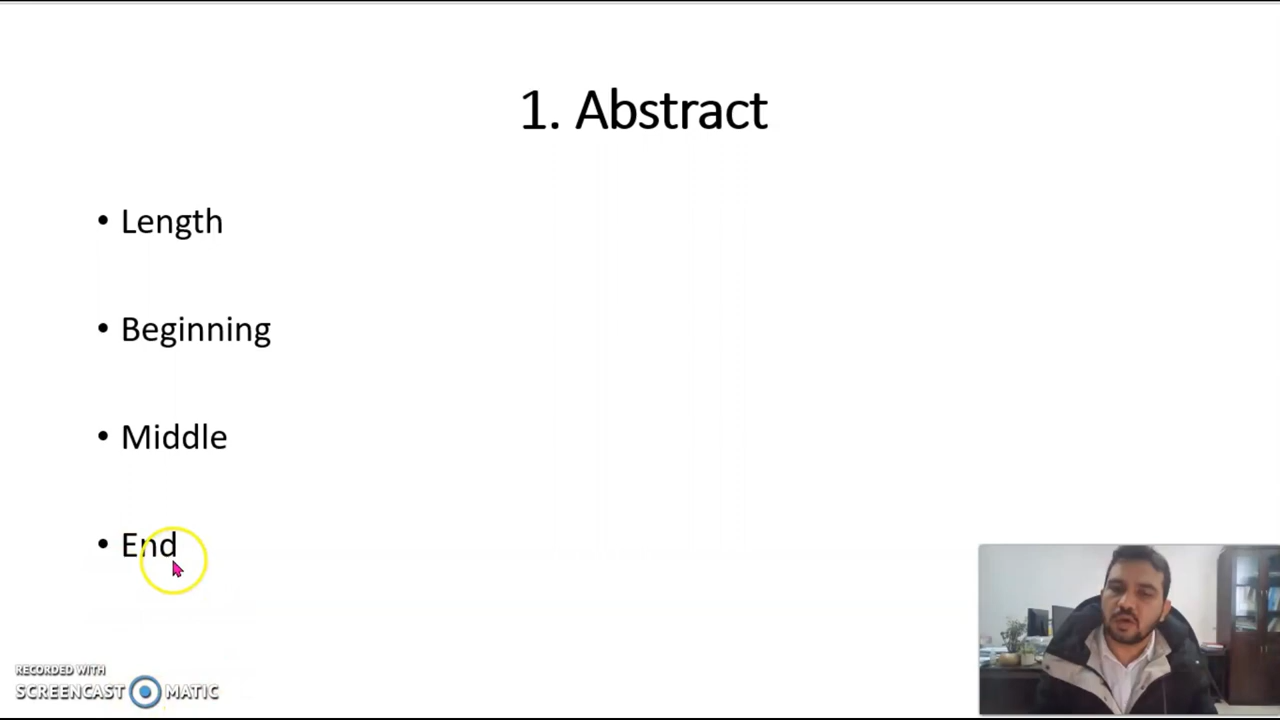 1. Abstract
• Length
• Beginning
• Middle
• End
RECORDED WITH
SCREENCAST MATIC